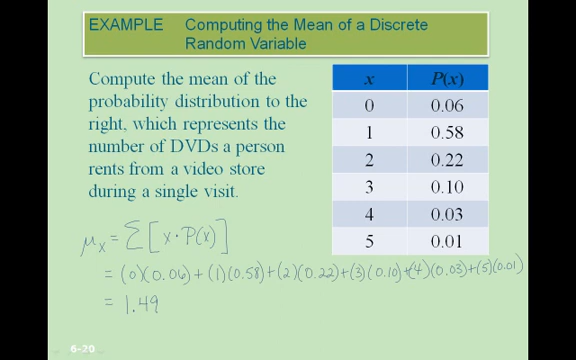 EXAMPLE Computing the Mean of a Discrete
Random Variable
Compute the mean of the
probability distribution to the
right, which represents the
number of DVDs a person
rents from a video store
during a single visit.
x P(x)
0 0.06
1 0.58
2 0.22
3 0.10
4 0.03
5 0.01
μx = Σ[x·P(x)]
= (0)(0.06)+(1)(0.58)+(2)(0.22)+(3)(0.10)+(4)(0.03)+(5)(0.01)
= 1.49
6-20